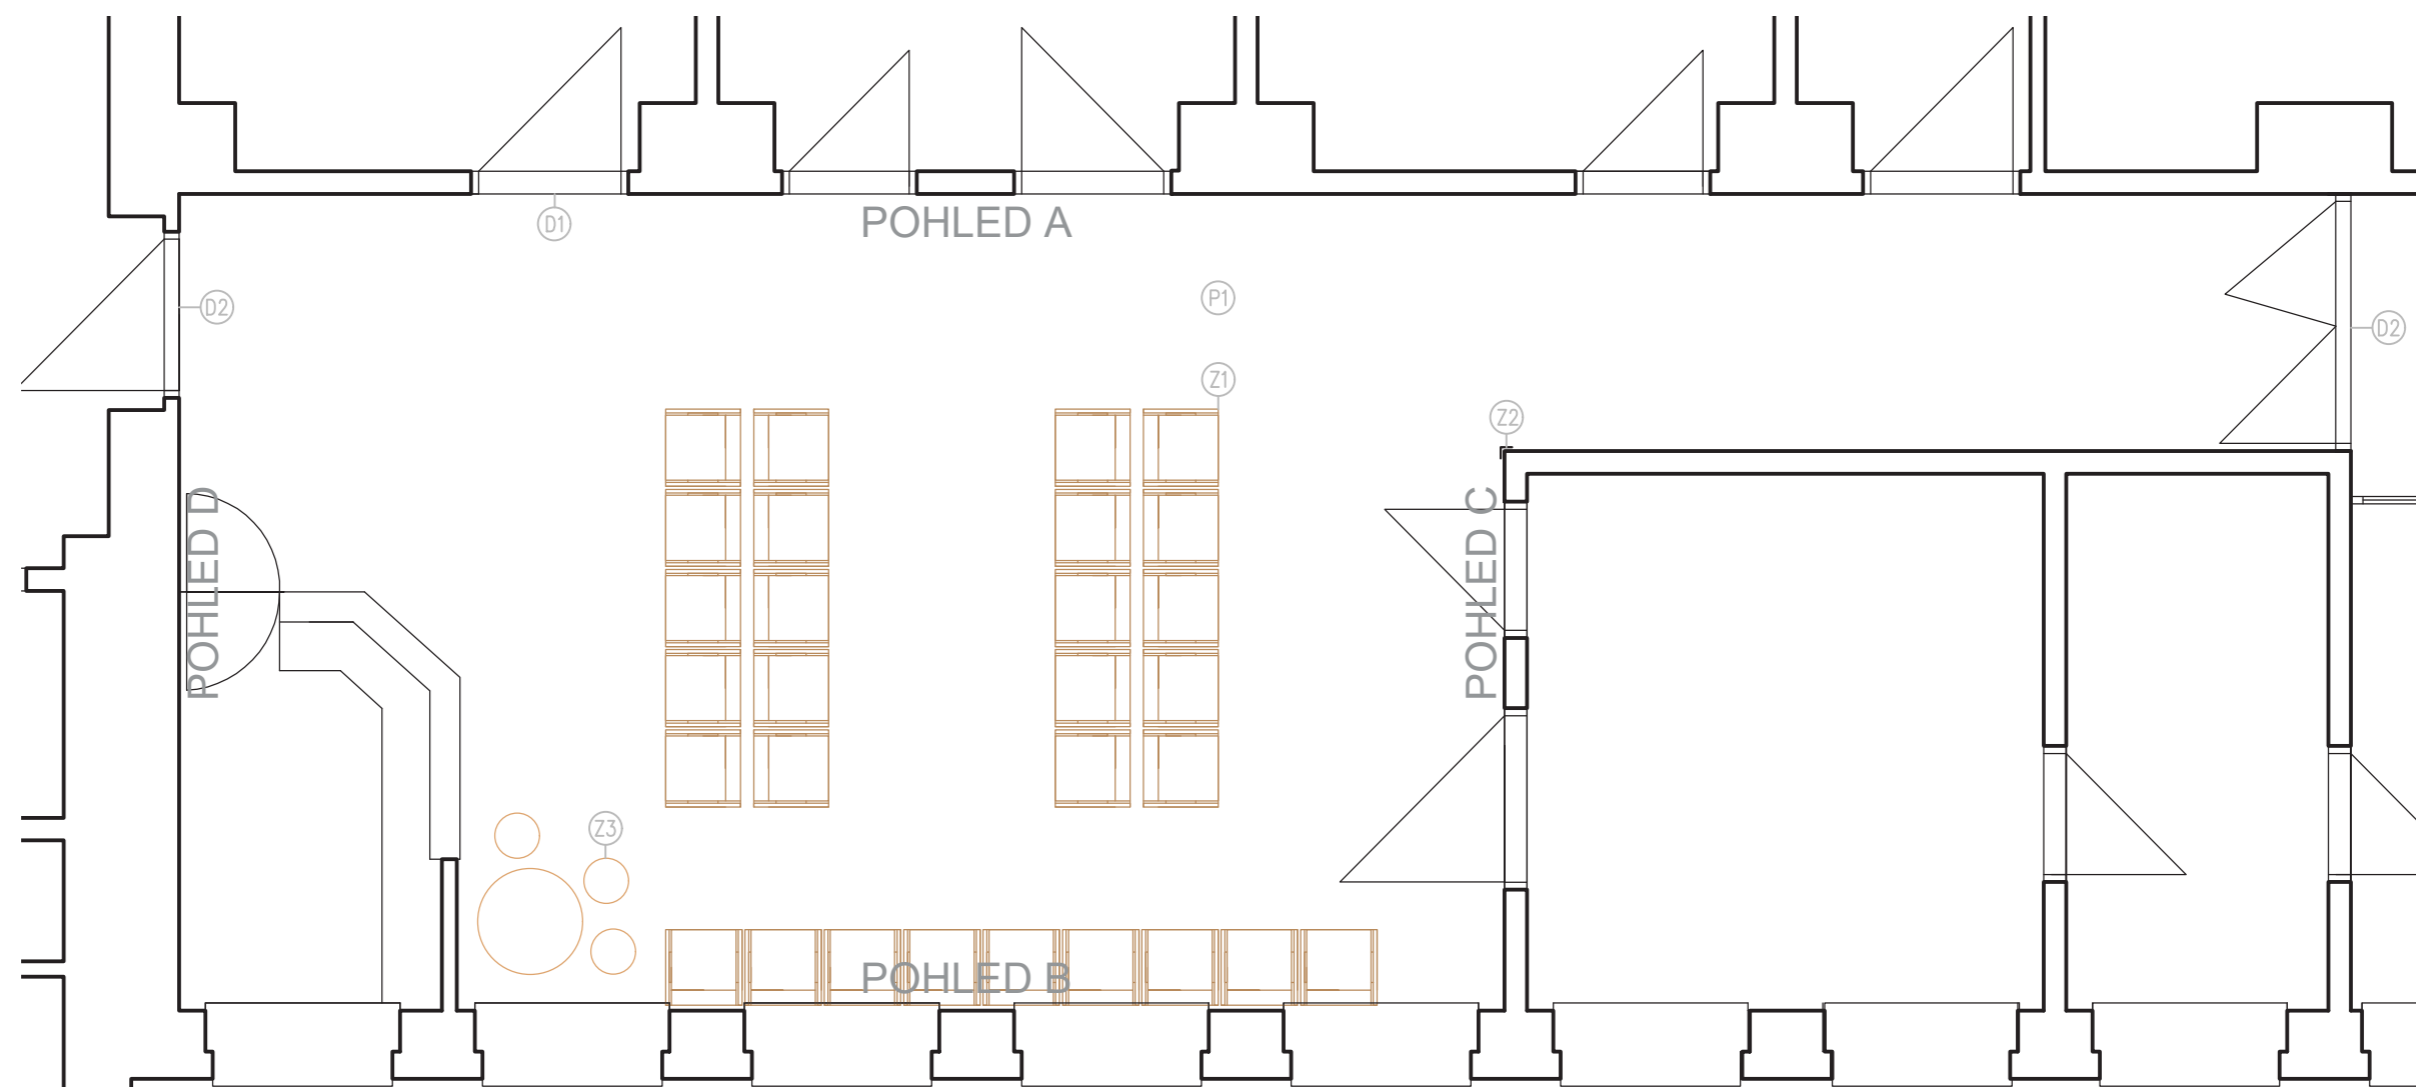 D1
POHLED A
D2
P1
D2
Z1
Z2
POHLED D
POHLED C
Z3
POHLED B